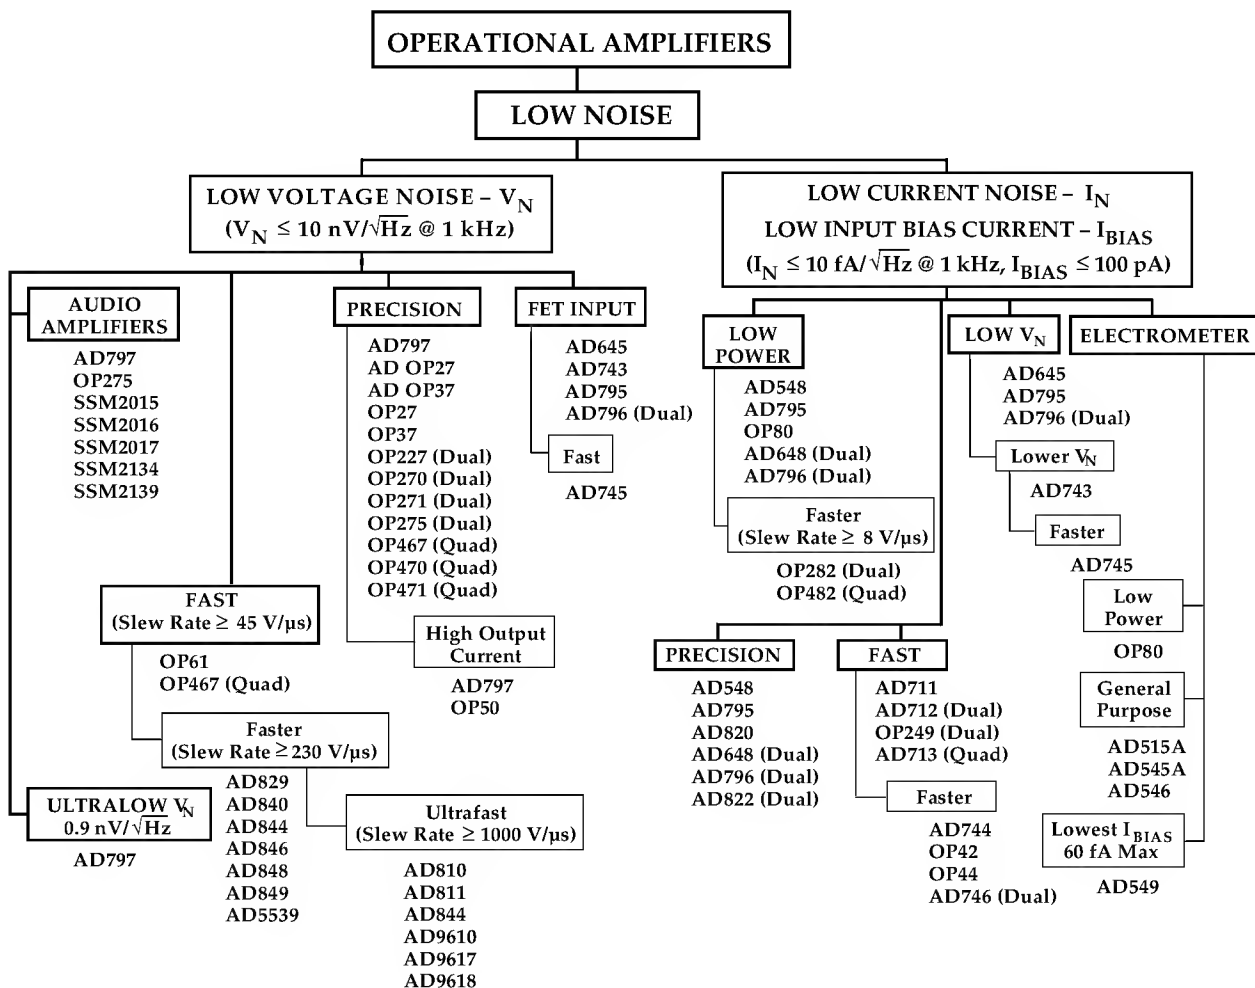 OPERATIONAL AMPLIFIERS
LOW NOISE
LOW VOLTAGE NOISE – VN
(VN ≤ 10 nV/√Hz @ 1 kHz)
AUDIO
AMPLIFIERS
AD797
OP275
SSM2015
SSM2016
SSM2017
SSM2134
SSM2139
FAST
(Slew Rate ≥ 45 V/µs)
OP61
OP467 (Quad)
Faster
(Slew Rate ≥ 230 V/µs)
AD829
AD840
AD844
AD846
AD848
AD849
AD5539
Ultrafast
(Slew Rate ≥ 1000 V/µs)
AD810
AD811
AD844
AD9610
AD9617
AD9618
ULTRALOW VN
0.9 nV/√Hz
AD797
PRECISION
AD797
AD OP27
AD OP37
OP27
OP37
OP227 (Dual)
OP270 (Dual)
OP271 (Dual)
OP275 (Dual)
OP467 (Quad)
OP470 (Quad)
OP471 (Quad)
High Output
Current
AD797
OP50
FET INPUT
AD645
AD743
AD795
AD796 (Dual)
Fast
AD745
LOW CURRENT NOISE – IN
LOW INPUT BIAS CURRENT – IBIAS
(IN ≤ 10 fA/√Hz @ 1 kHz, IBIAS ≤ 100 pA)
LOW
POWER
AD548
AD795
OP80
AD648 (Dual)
AD796 (Dual)
Faster
(Slew Rate ≥ 8 V/µs)
OP282 (Dual)
OP482 (Quad)
PRECISION
AD548
AD795
AD820
AD648 (Dual)
AD796 (Dual)
AD822 (Dual)
FAST
AD711
AD712 (Dual)
OP249 (Dual)
AD713 (Quad)
Faster
AD744
OP42
OP44
AD746 (Dual)
LOW VN
AD645
AD795
AD796 (Dual)
Lower VN
AD743
Faster
AD745
ELECTROMETER
Low
Power
OP80
General
Purpose
AD515A
AD545A
AD546
Lowest IBIAS
60 fA Max
AD549